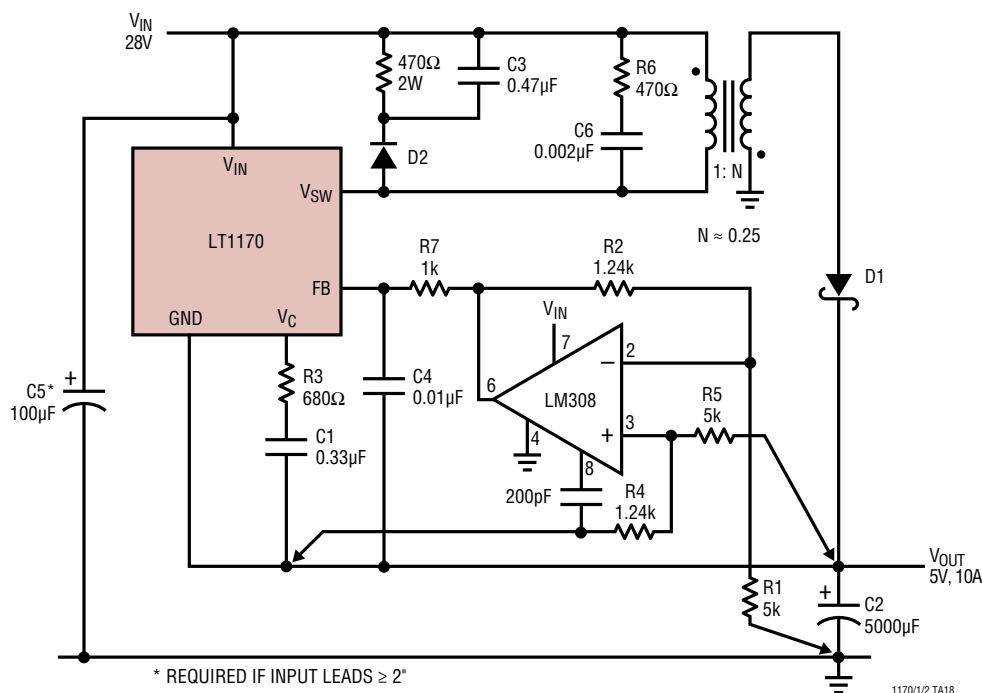 VIN
28V
470Ω
2W
C3
0.47µF
R6
470Ω
C6
0.002µF
D2
1: N
N ≈ 0.25
VIN
VSW
LT1170
FB
GND
VC
R7
1k
R2
1.24k
D1
VIN
7
2
–
6
LM308
3
+
4
8
R5
5k
C5*
100µF
+
R3
680Ω
C1
0.33µF
C4
0.01µF
200pF
R4
1.24k
VOUT
5V, 10A
R1
5k
+
C2
5000µF
* REQUIRED IF INPUT LEADS ≥ 2"
1170/1/2 TA18